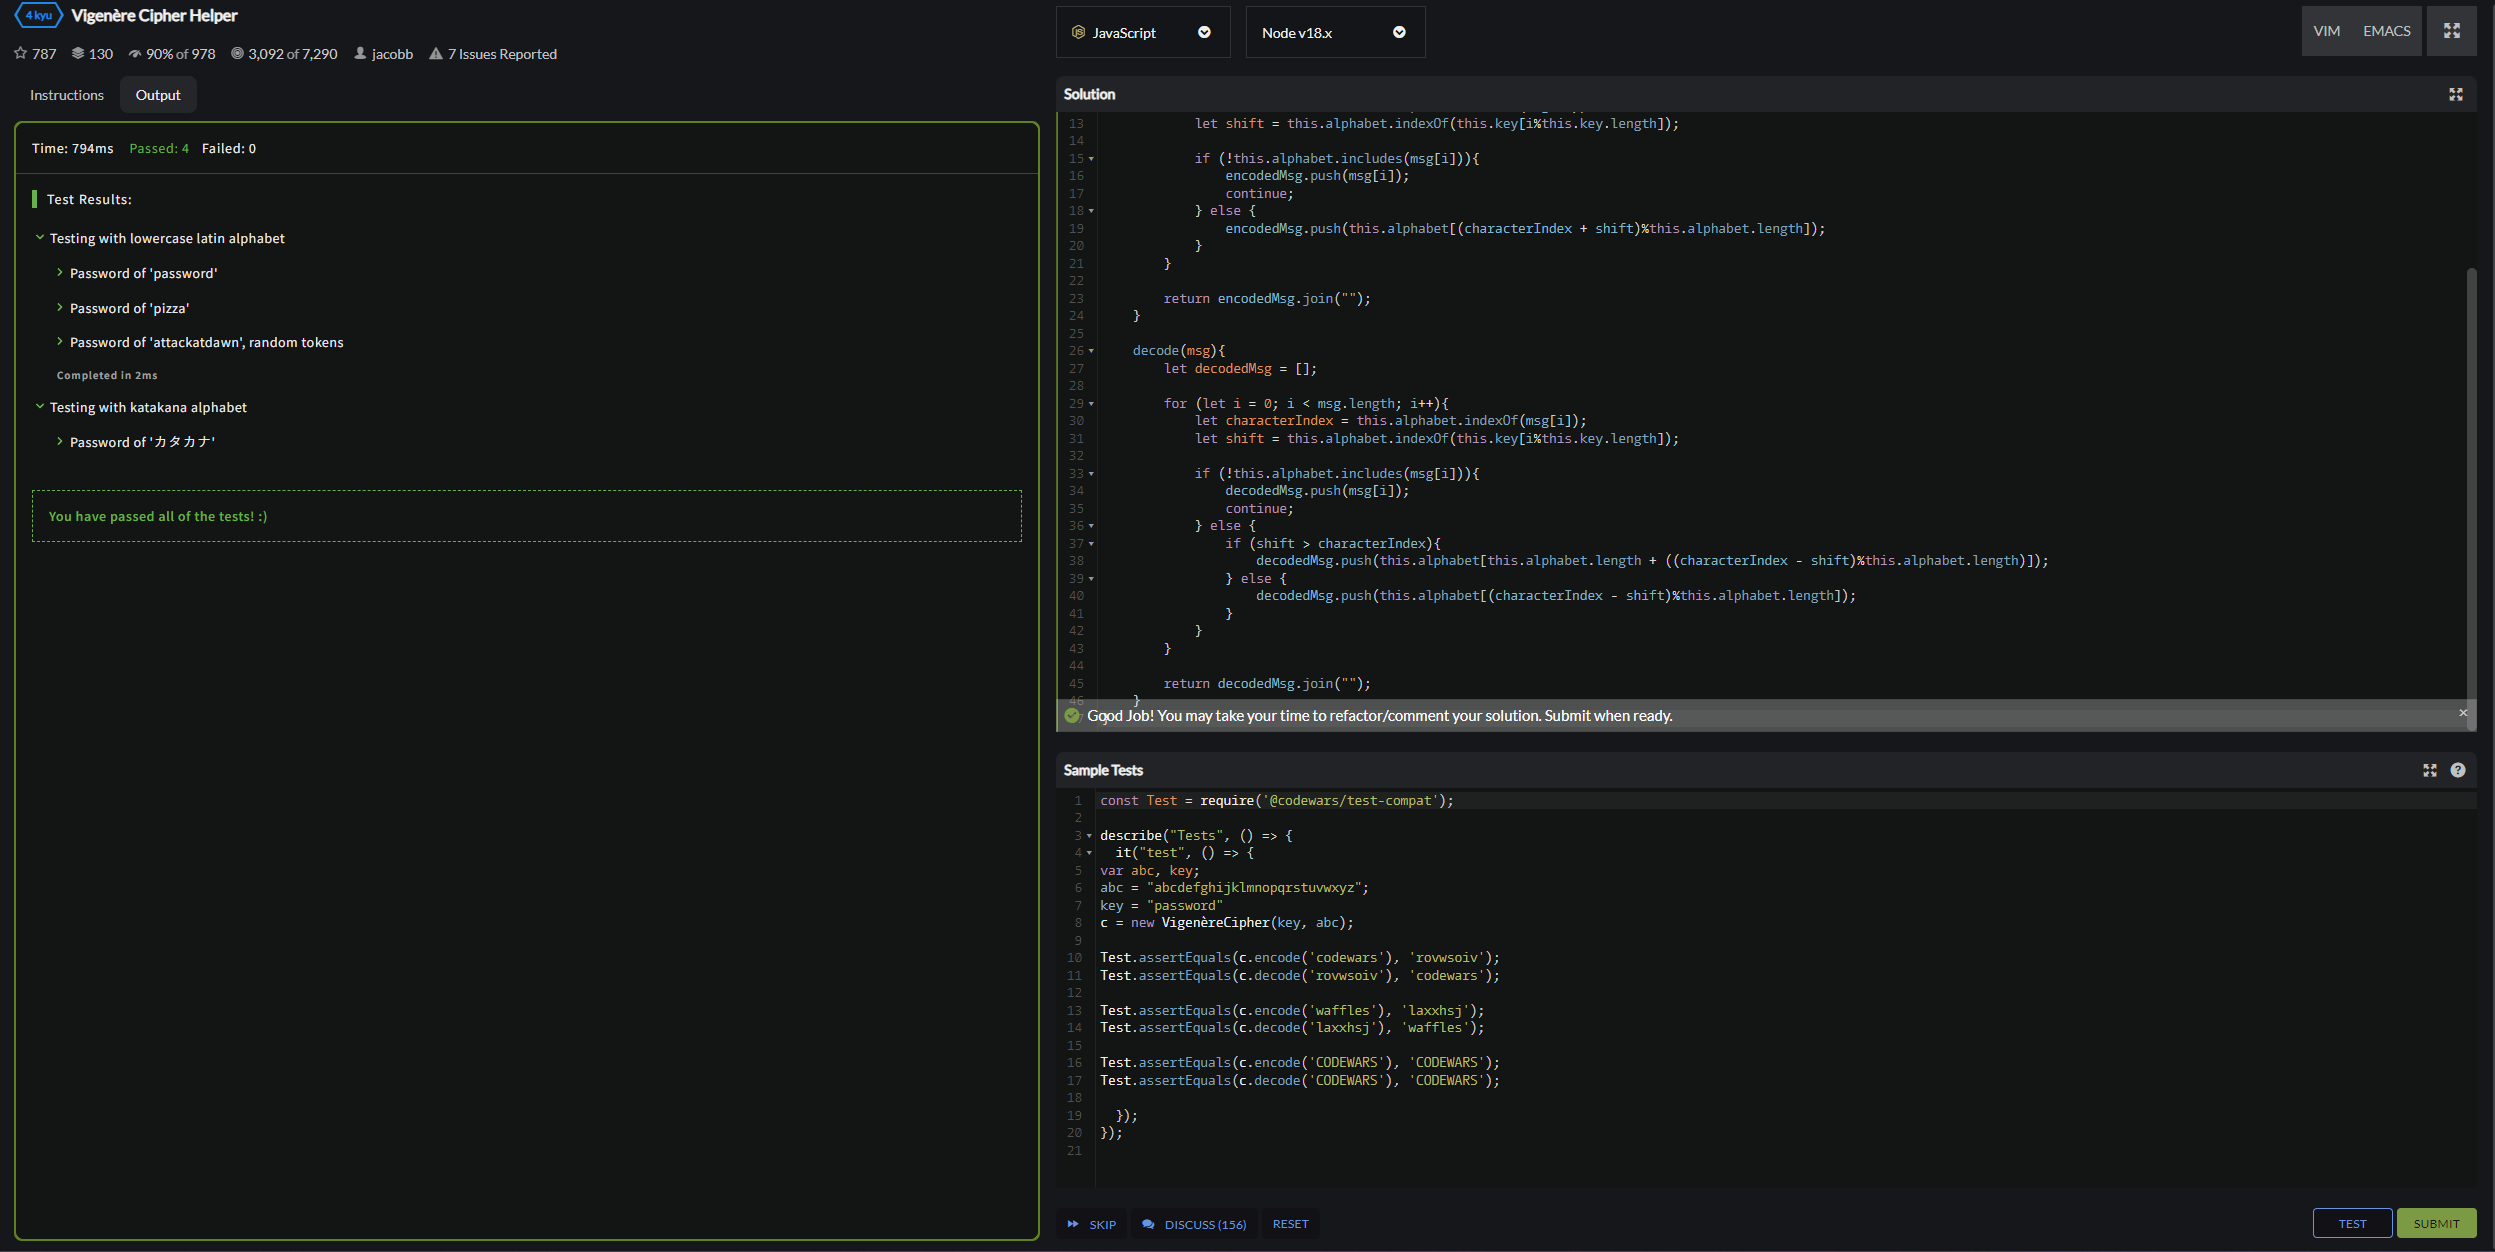 4 kyu Vigenère Cipher Helper
787 130 90% of 978 3,092 of 7,290 jacobb 7 Issues Reported
Instructions Output
Time: 794ms Passed: 4 Failed: 0
Test Results:
Testing with lowercase latin alphabet
Password of 'password'
Password of 'pizza'
Password of 'attackatdawn', random tokens
Completed in 2ms
Testing with katakana alphabet
Password of 'カタカナ'
You have passed all of the tests! :)
JavaScript Node v18.x VIM EMACS
Solution
13 let shift = this.alphabet.indexOf(this.key[i%this.key.length]);
14
15 if (!this.alphabet.includes(msg[i])){
16 encodedMsg.push(msg[i]);
17 continue;
18 } else {
19 encodedMsg.push(this.alphabet[(characterIndex + shift)%this.alphabet.length]);
20 }
21 }
22
23 return encodedMsg.join("");
24 }
25
26 decode(msg){
27 let decodedMsg = [];
28
29 for (let i = 0; i < msg.length; i++){
30 let characterIndex = this.alphabet.indexOf(msg[i]);
31 let shift = this.alphabet.indexOf(this.key[i%this.key.length]);
32
33 if (!this.alphabet.includes(msg[i])){
34 decodedMsg.push(msg[i]);
35 continue;
36 } else {
37 if (shift > characterIndex){
38 decodedMsg.push(this.alphabet[this.alphabet.length + ((characterIndex - shift)%this.alphabet.length)]);
39 } else {
40 decodedMsg.push(this.alphabet[(characterIndex - shift)%this.alphabet.length]);
41 }
42 }
43 }
44
45 return decodedMsg.join("");
46 }
Good Job! You may take your time to refactor/comment your solution. Submit when ready.
Sample Tests
1 const Test = require('@codewars/test-compat');
2
3 describe("Tests", () => {
4 it("test", () => {
5 var abc, key;
6 abc = "abcdefghijklmnopqrstuvwxyz";
7 key = "password"
8 c = new VigenèreCipher(key, abc);
9
10 Test.assertEquals(c.encode('codewars'), 'rovwsoiv');
11 Test.assertEquals(c.decode('rovwsoiv'), 'codewars');
12
13 Test.assertEquals(c.encode('waffles'), 'laxxhsj');
14 Test.assertEquals(c.decode('laxxhsj'), 'waffles');
15
16 Test.assertEquals(c.encode('CODEWARS'), 'CODEWARS');
17 Test.assertEquals(c.decode('CODEWARS'), 'CODEWARS');
18
19 });
20 });
21
SKIP DISCUSS (156) RESET TEST SUBMIT